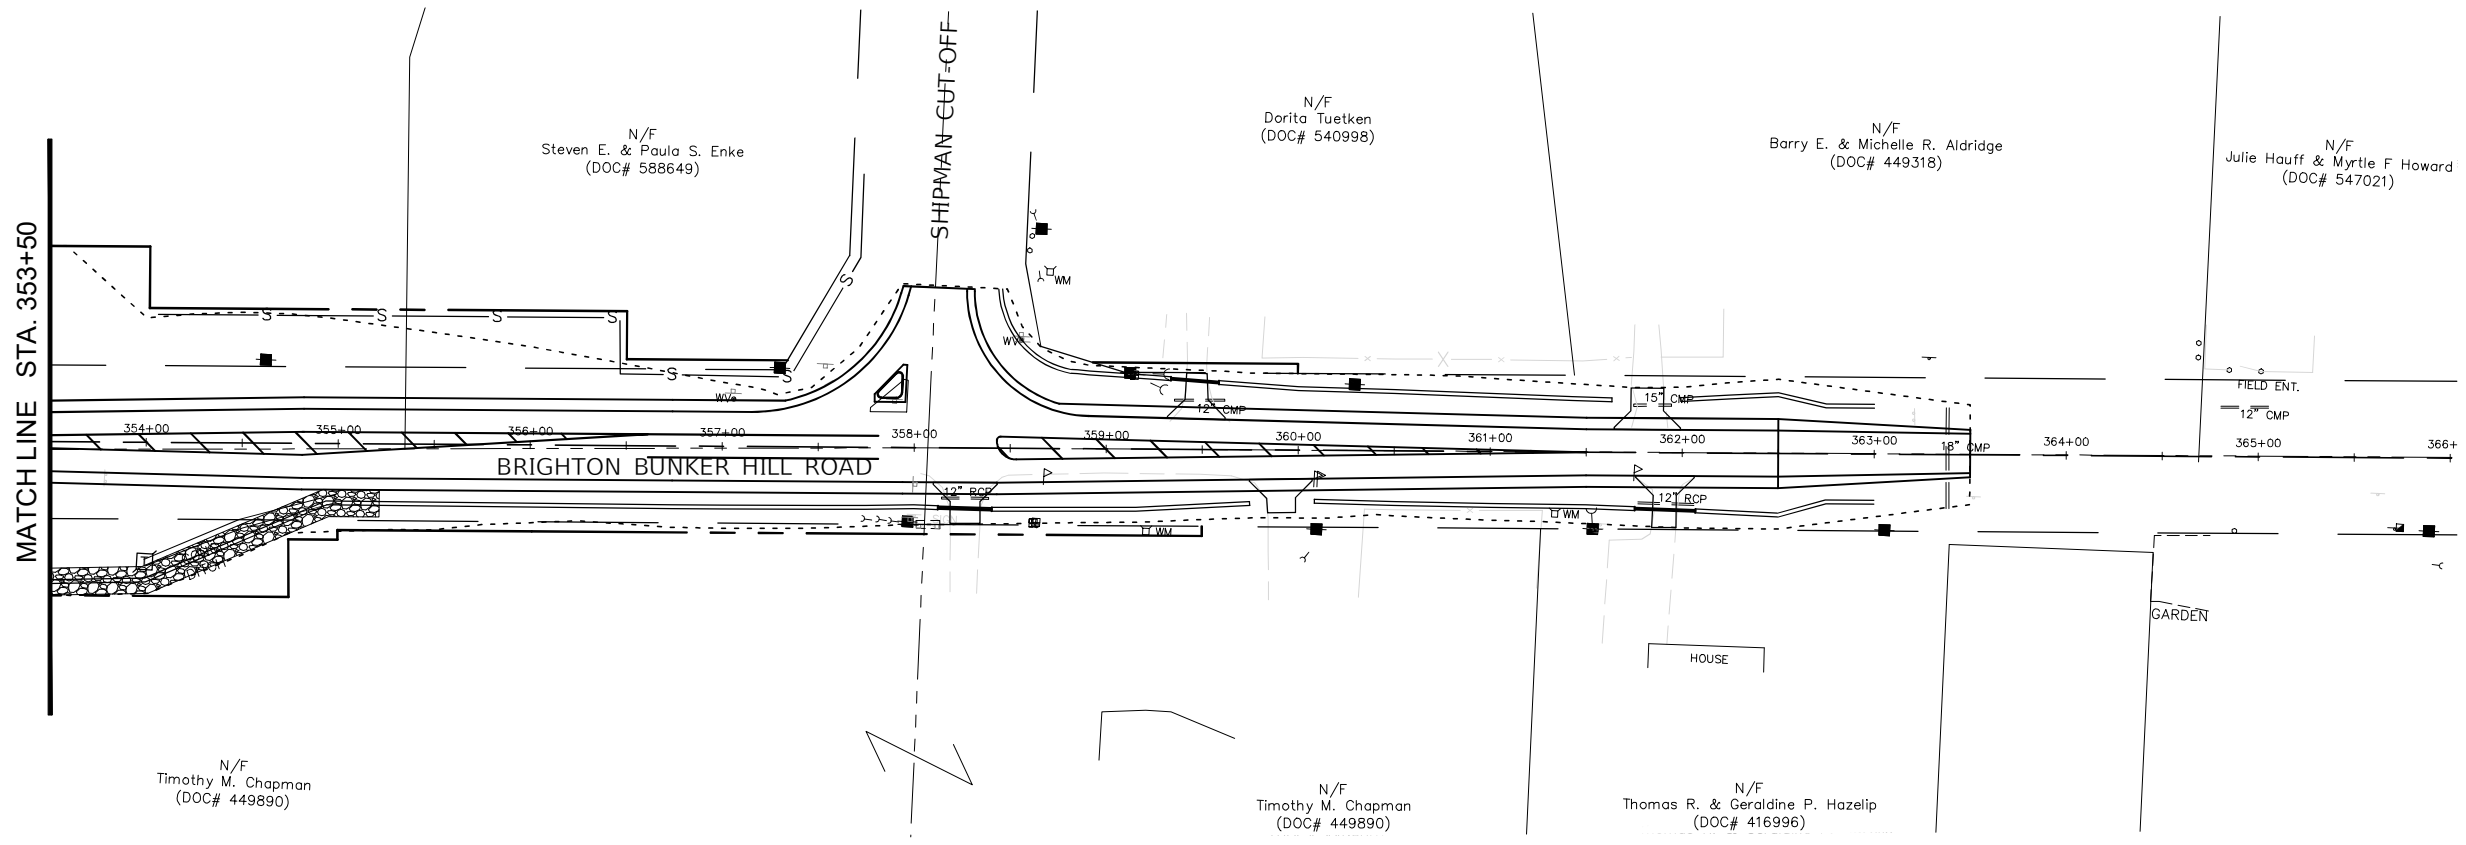 MATCH LINE STA. 353+50
SHIPMAN CUT-OFF
N/F
Steven E. & Paula S. Enke
(DOC# 588649)
N/F
Dorita Tuetken
(DOC# 540998)
N/F
Barry E. & Michelle R. Aldridge
(DOC# 449318)
N/F
Julie Hauff & Myrtle F Howard
(DOC# 547021)
WM
S
S
S
S
S
S
S
WV
WV
X
FIELD ENT.
12" CMP
15" CMP
12" CMP
354+00
355+00
356+00
357+00
358+00
359+00
360+00
361+00
362+00
363+00
364+00
365+00
366+
18" CMP
BRIGHTON BUNKER HILL ROAD
12" RCP
12" RCP
SIGN
WM
WM
T
DITCH
GARDEN
HOUSE
N/F
Timothy M. Chapman
(DOC# 449890)
N/F
Timothy M. Chapman
(DOC# 449890)
N/F
Thomas R. & Geraldine P. Hazelip
(DOC# 416996)